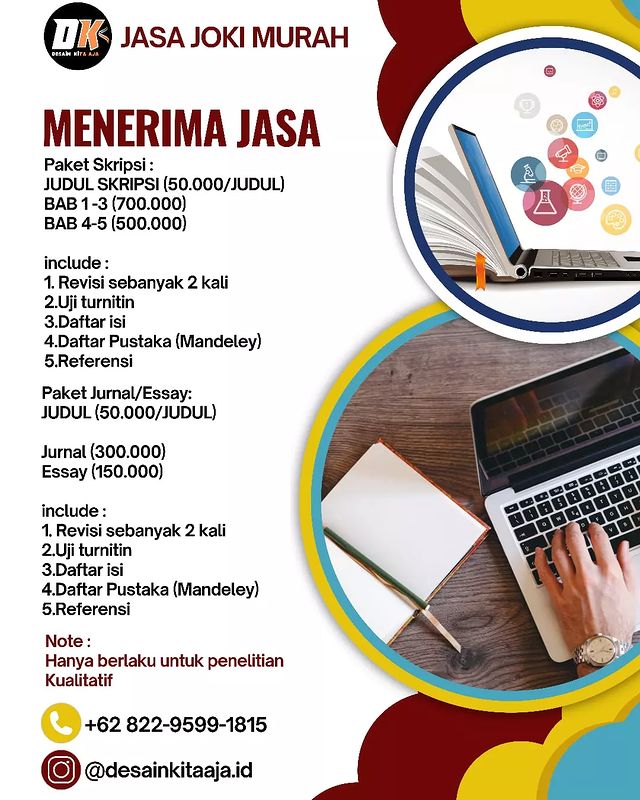 DK
DESAIN KITA AJA
JASA JOKI MURAH
MENERIMA JASA
Paket Skripsi :
JUDUL SKRIPSI (50.000/JUDUL)
BAB 1 -3 (700.000)
BAB 4-5 (500.000)
include :
1. Revisi sebanyak 2 kali
2.Uji turnitin
3.Daftar isi
4.Daftar Pustaka (Mandeley)
5.Referensi
Paket Jurnal/Essay:
JUDUL (50.000/JUDUL)
Jurnal (300.000)
Essay (150.000)
include :
1. Revisi sebanyak 2 kali
2.Uji turnitin
3.Daftar isi
4.Daftar Pustaka (Mandeley)
5.Referensi
Note :
Hanya berlaku untuk penelitian
Kualitatif
+62 822-9599-1815
@desainkitaaja.id